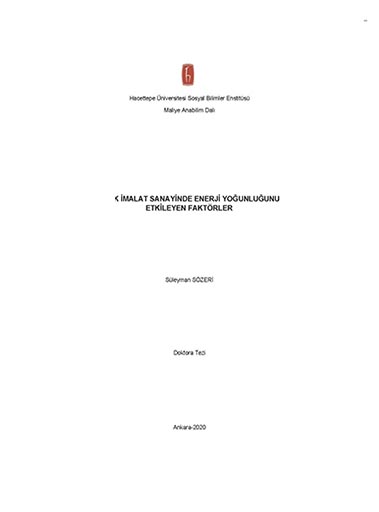 Hacettepe Üniversitesi Sosyal Bilimler Enstitüsü
Maliye Anabilim Dalı
K İMALAT SANAYİNDE ENERJİ YOĞUNLUĞUNU
ETKİLEYEN FAKTÖRLER
Süleyman SÖZERİ
Doktora Tezi
Ankara-2020